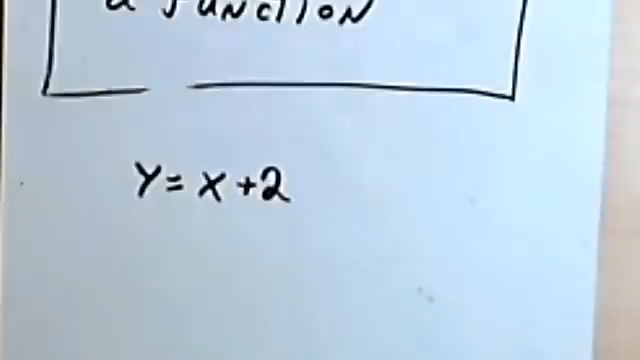 a function
y = x + 2